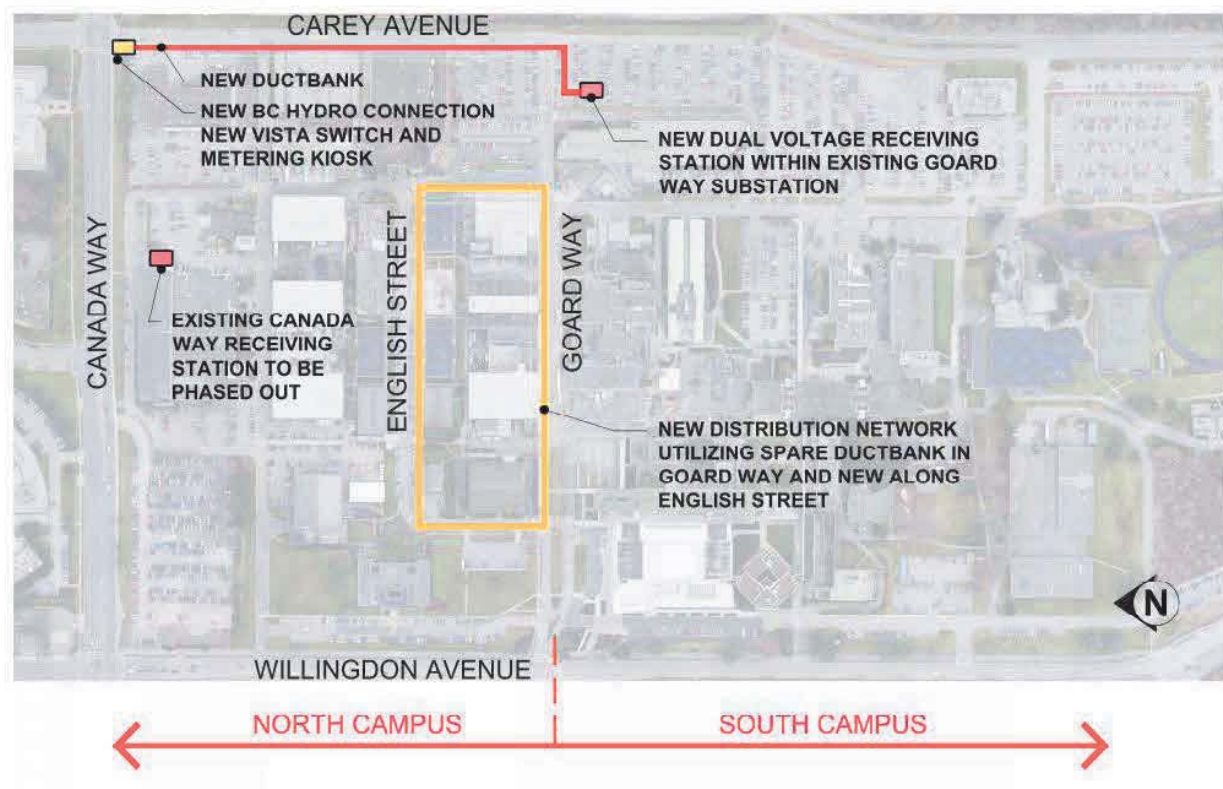 CAREY AVENUE
NEW DUCTBANK
NEW BC HYDRO CONNECTION
NEW VISTA SWITCH AND
METERING KIOSK
NEW DUAL VOLTAGE RECEIVING
STATION WITHIN EXISTING GOARD
WAY SUBSTATION
CANADA WAY
ENGLISH STREET
GOARD WAY
EXISTING CANADA
WAY RECEIVING
STATION TO BE
PHASED OUT
NEW DISTRIBUTION NETWORK
UTILIZING SPARE DUCTBANK IN
GOARD WAY AND NEW ALONG
ENGLISH STREET
N
WILLINGDON AVENUE
NORTH CAMPUS
SOUTH CAMPUS